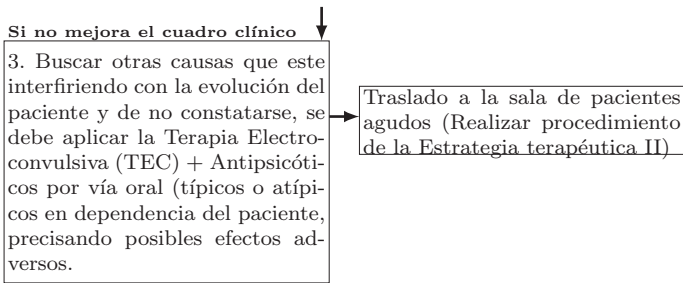 Si no mejora el cuadro clínico
3. Buscar otras causas que este
interfiriendo con la evolución del
paciente y de no constatarse, se
debe aplicar la Terapia Electro-
convulsiva (TEC) + Antipsicóti-
cos por vía oral (típicos o atípi-
cos en dependencia del paciente,
precisando posibles efectos ad-
versos.
Traslado a la sala de pacientes
agudos (Realizar procedimiento
de la Estrategia terapéutica II)